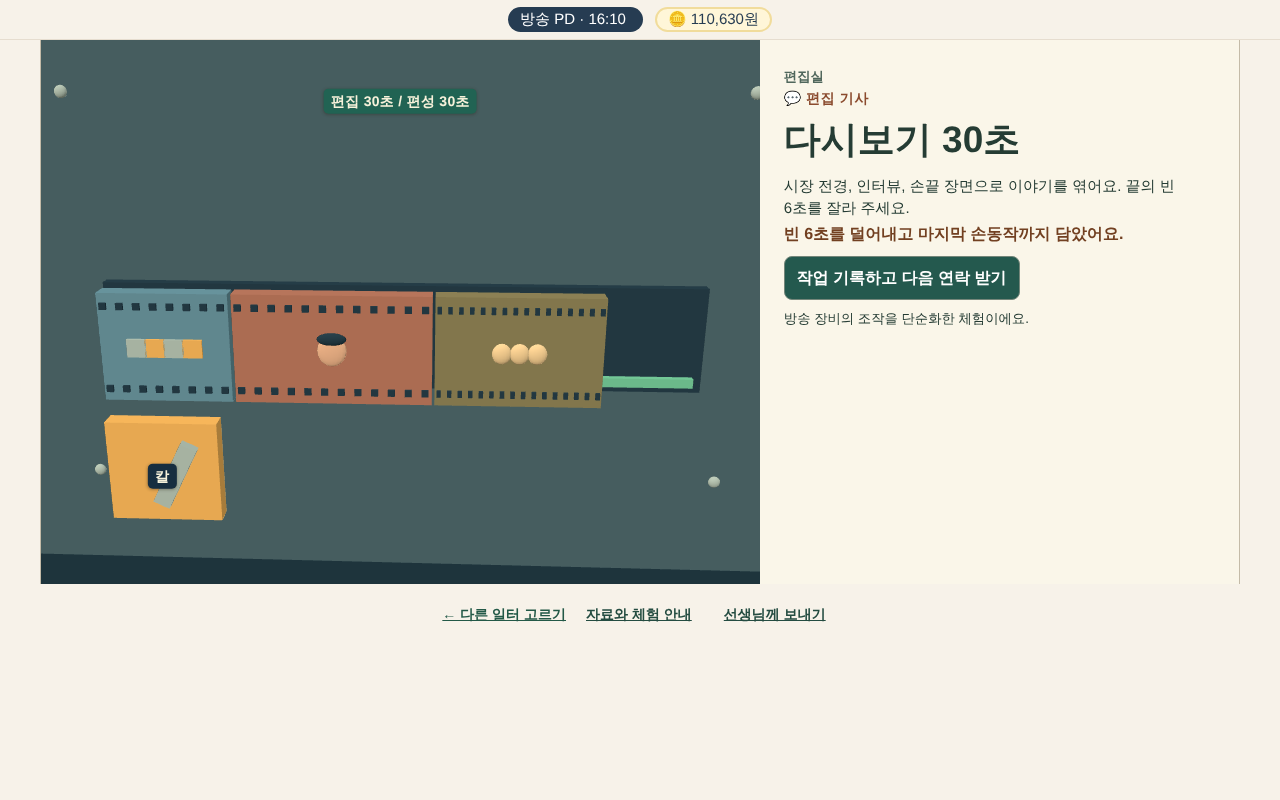 방송 PD · 16:10
110,630원
편집 30초 / 편성 30초
칼
편집실
편집 기사
다시보기 30초
시장 전경, 인터뷰, 손끝 장면으로 이야기를 엮어요. 끝의 빈
6초를 잘라 주세요.
빈 6초를 덜어내고 마지막 손동작까지 담았어요.
작업 기록하고 다음 연락 받기
방송 장비의 조작을 단순화한 체험이에요.
← 다른 일터 고르기
자료와 체험 안내
선생님께 보내기